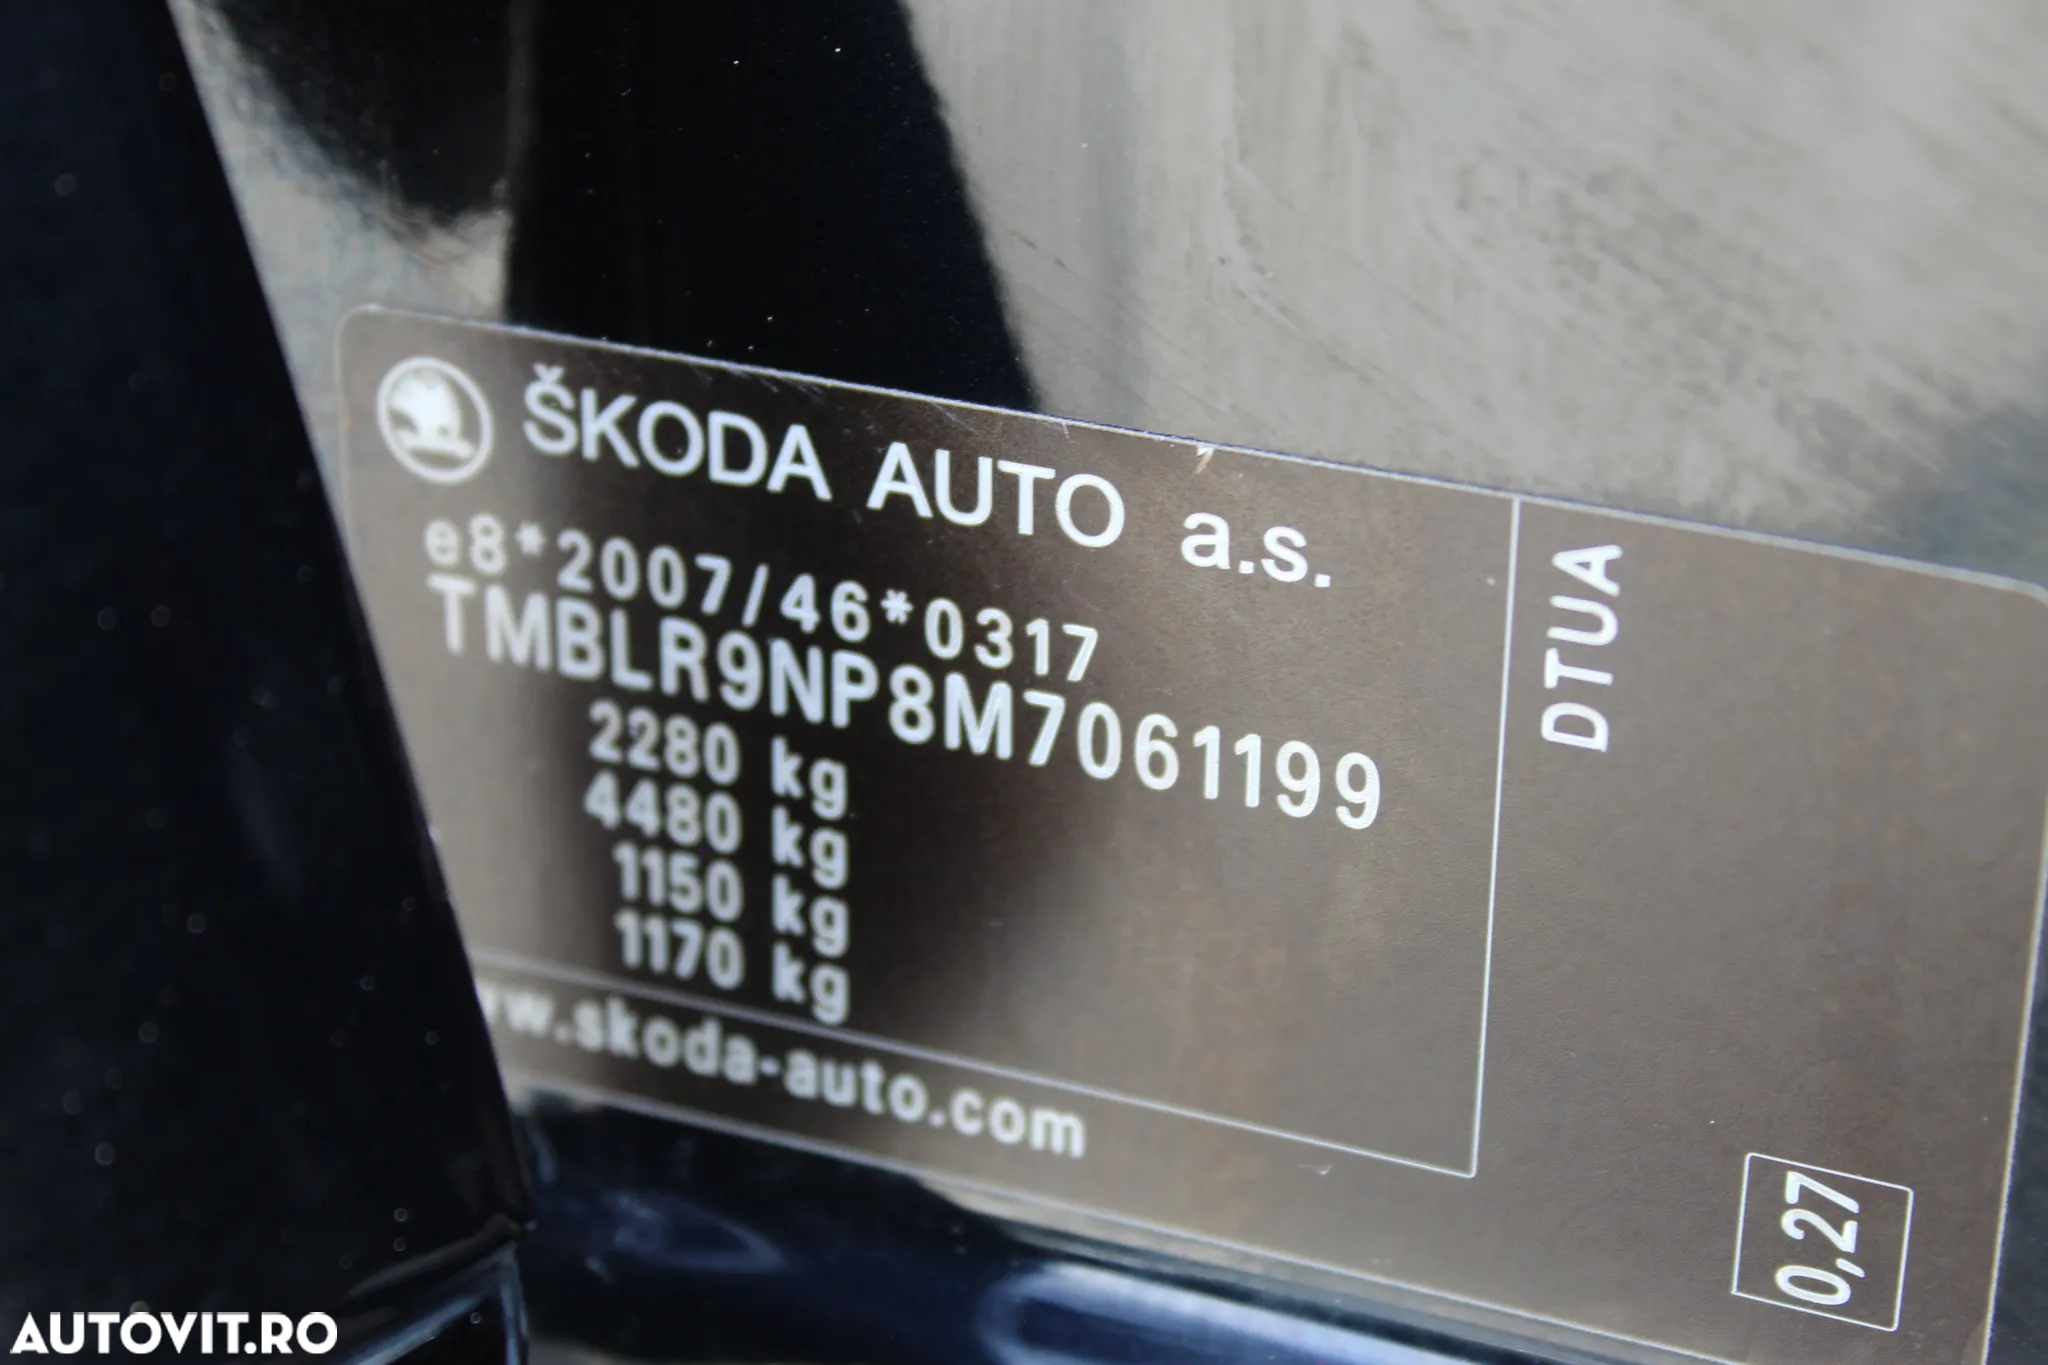 ŠKODA AUTO a.s.
e8*2007/46*0317
TMBLR9NP8M7061199
2280 kg
4480 kg
1150 kg
1170 kg
ww.skoda-auto.com
DTUA
0,27
AUTOVIT.RO